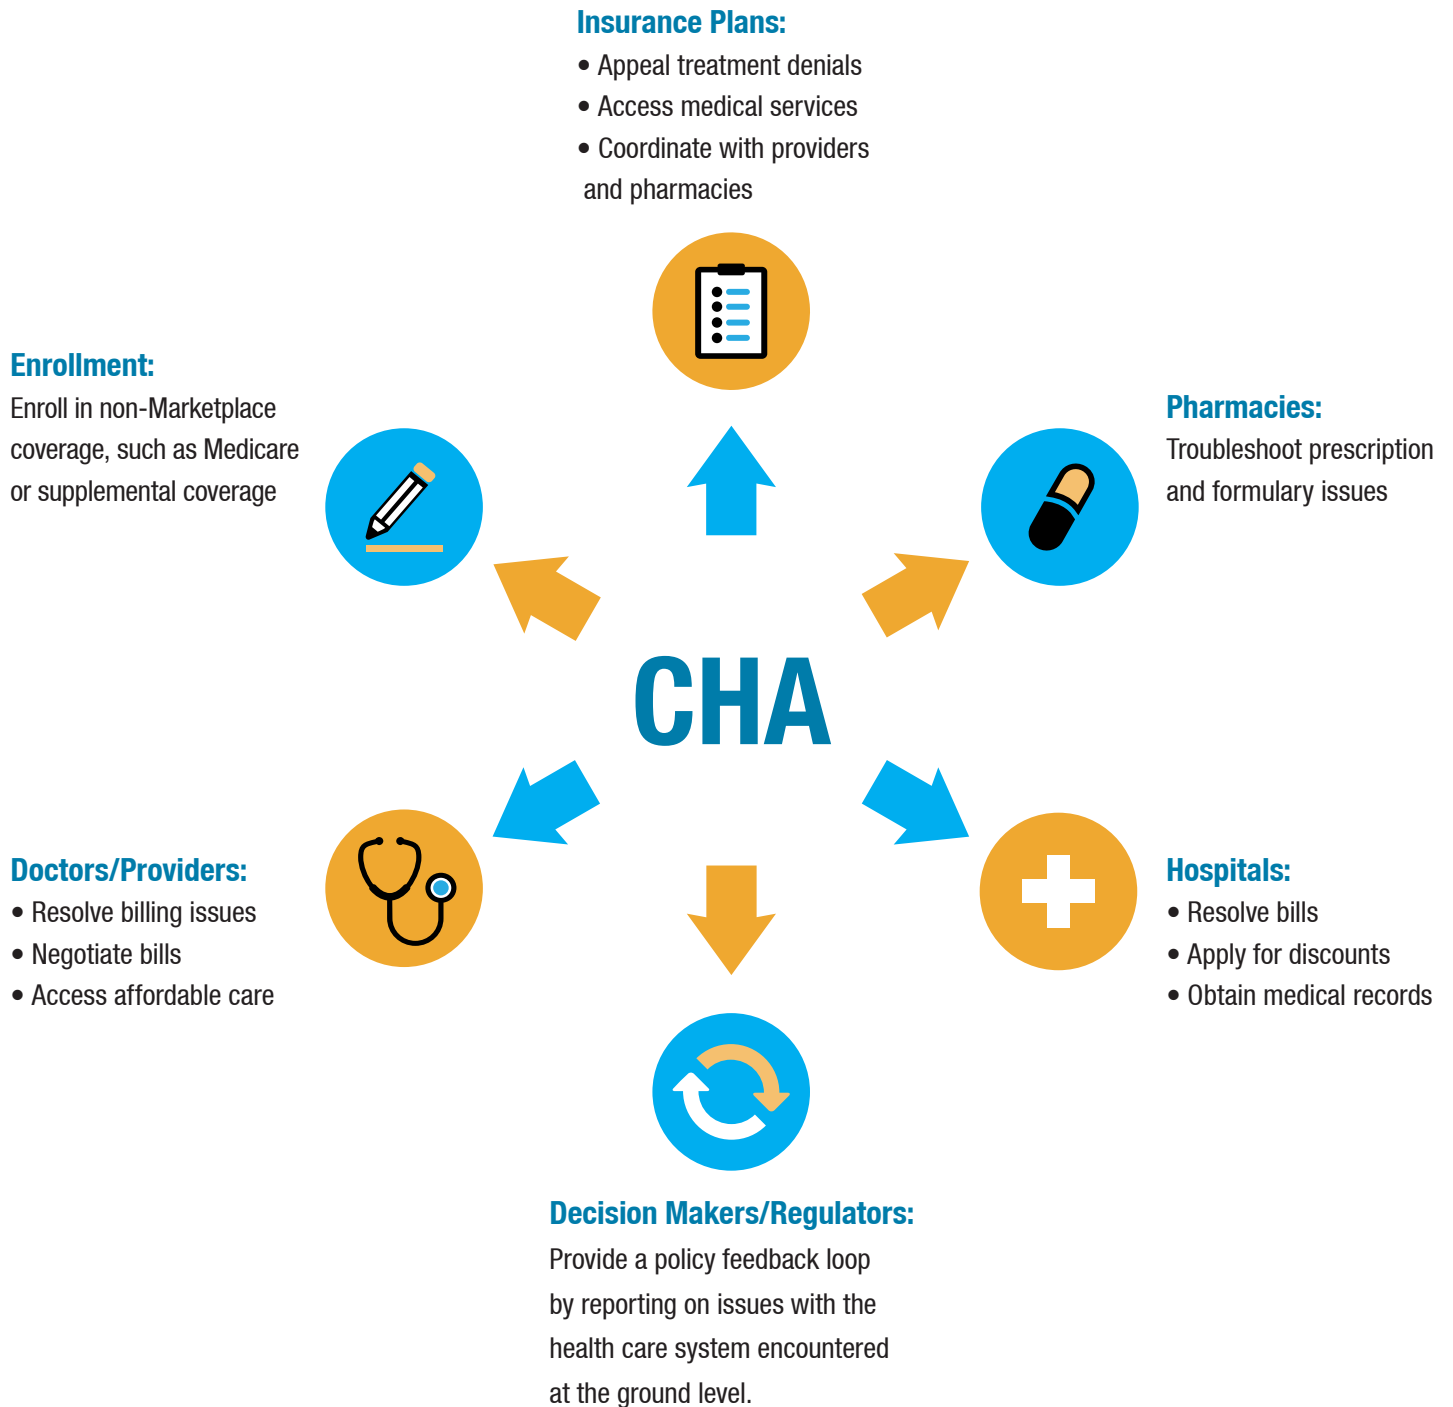 Insurance Plans:
• Appeal treatment denials
• Access medical services
• Coordinate with providers
and pharmacies
Enrollment:
Enroll in non-Marketplace
coverage, such as Medicare
or supplemental coverage
Pharmacies:
Troubleshoot prescription
and formulary issues
CHA
Doctors/Providers:
• Resolve billing issues
• Negotiate bills
• Access affordable care
Hospitals:
• Resolve bills
• Apply for discounts
• Obtain medical records
Decision Makers/Regulators:
Provide a policy feedback loop
by reporting on issues with the
health care system encountered
at the ground level.